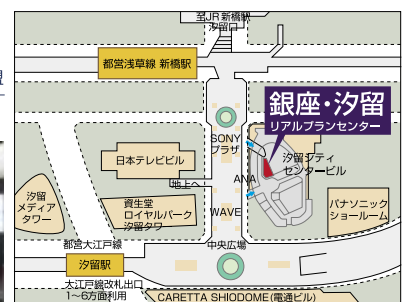 至JR 新橋駅
汐留口
都営浅草線 新橋駅
銀座・汐留
リアルプランセンター
SONY
プラザ
汐留シティ
センタービル
日本テレビビル
地上へ
ANA
汐留
メディア
タワー
資生堂
ロイヤルパーク
汐留タワー
WAVE
パナソニック
ショールーム
都営大江戸線
汐留駅
中央広場
大江戸線改札出口
1〜6方面利用
CARETTA SHIODOME(電通ビル)